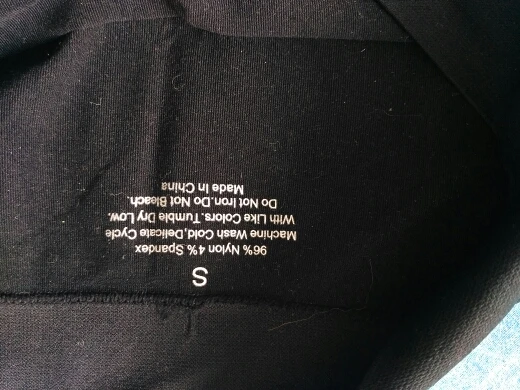 S
96% Nylon 4% Spandex
Machine Wash Cold,Delicate Cycle
With Like Colors.Tumble Dry Low.
Do Not Iron.Do Not Bleach.
Made In China